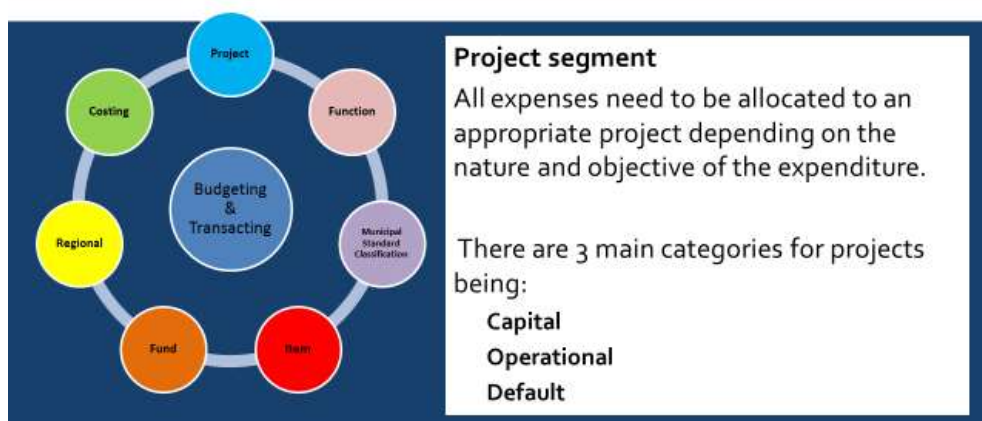 Project
Costing
Function
Budgeting
&
Transacting
Regional
Municipal
Standard
Classification
Fund
Item
Project segment
All expenses need to be allocated to an
appropriate project depending on the
nature and objective of the expenditure.
There are 3 main categories for projects
being:
Capital
Operational
Default